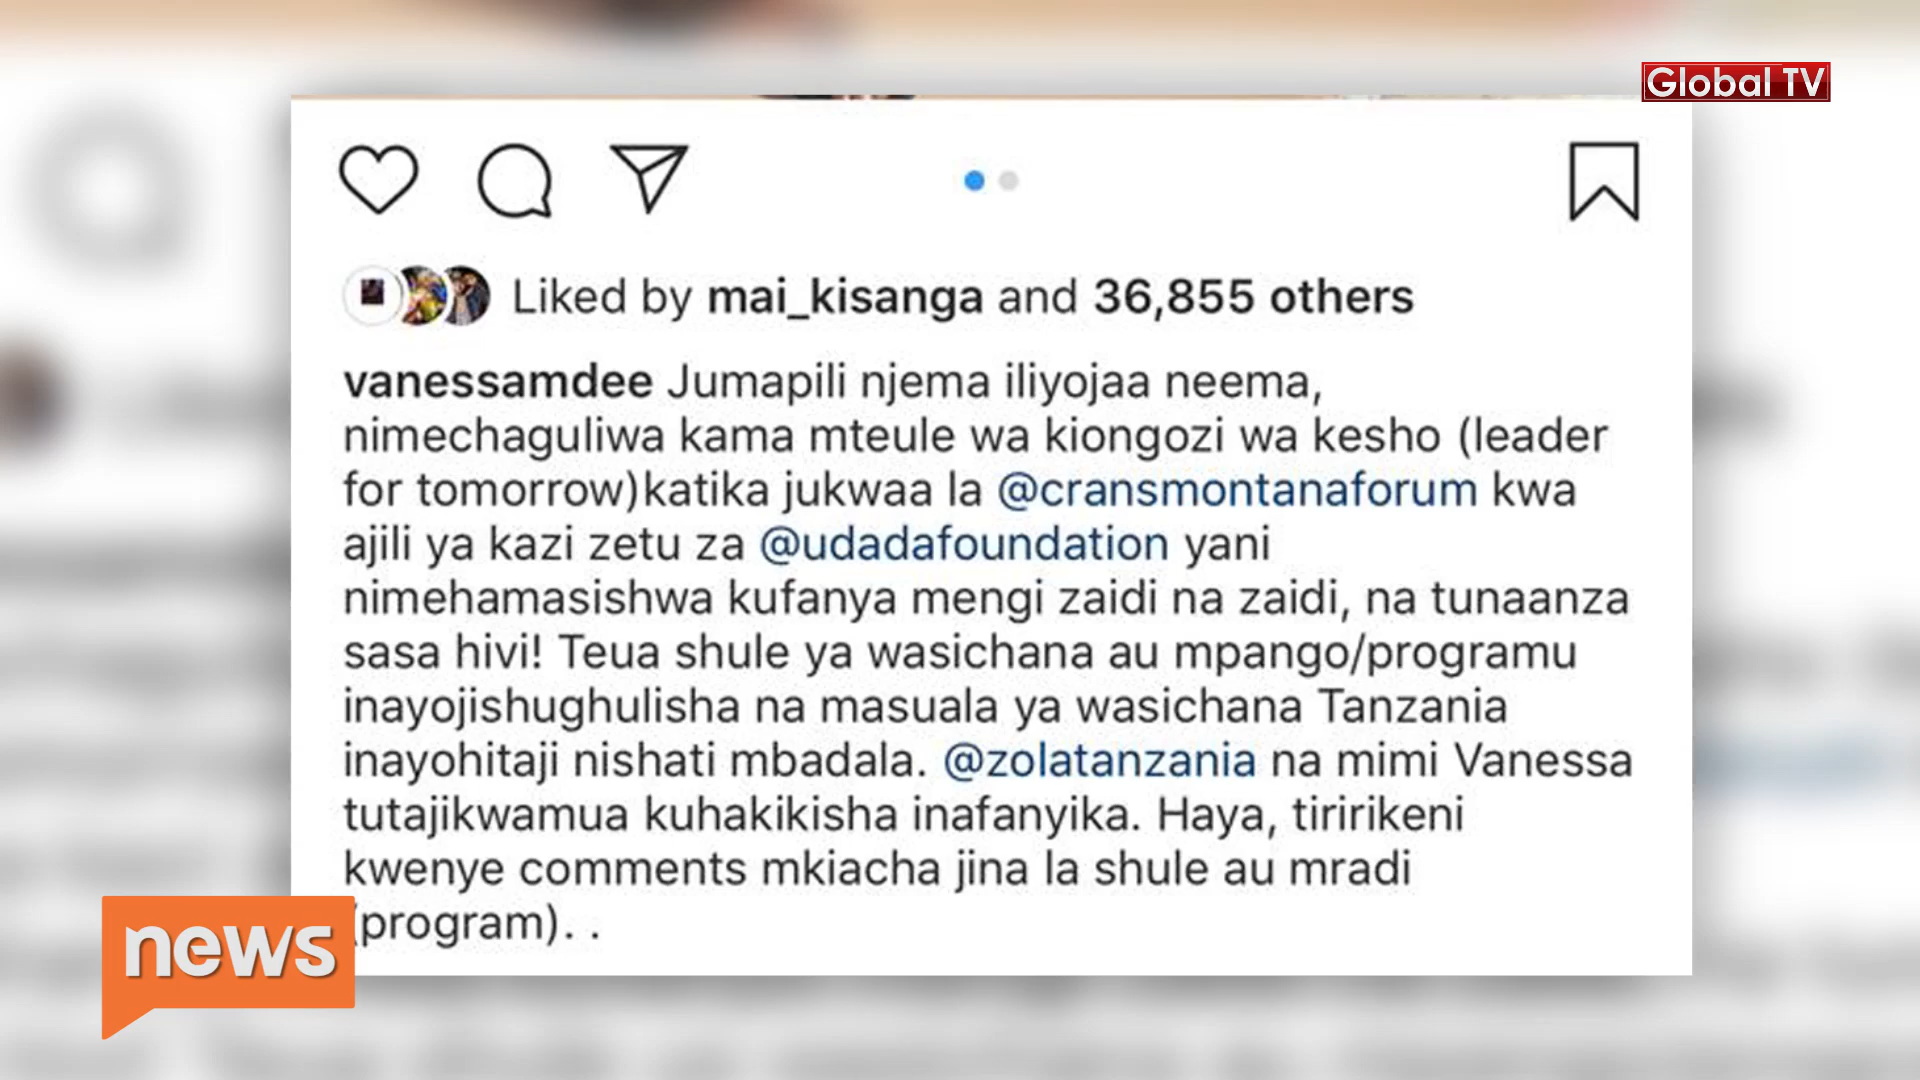 Global TV
Liked by mai_kisanga and 36,855 others
vanessamdee Jumapili njema iliyojaa neema,
nimechaguliwa kama mteule wa kiongozi wa kesho (leader
for tomorrow)katika jukwaa la @cransmontanaforum kwa
ajili ya kazi zetu za @udadafoundation yani
nimehamasishwa kufanya mengi zaidi na zaidi, na tunaanza
sasa hivi! Teua shule ya wasichana au mpango/programu
inayojishughulisha na masuala ya wasichana Tanzania
inayohitaji nishati mbadala. @zolatanzania na mimi Vanessa
tutajikwamua kuhakikisha inafanyika. Haya, tiririkeni
kwenye comments mkiacha jina la shule au mradi
(program). .
news